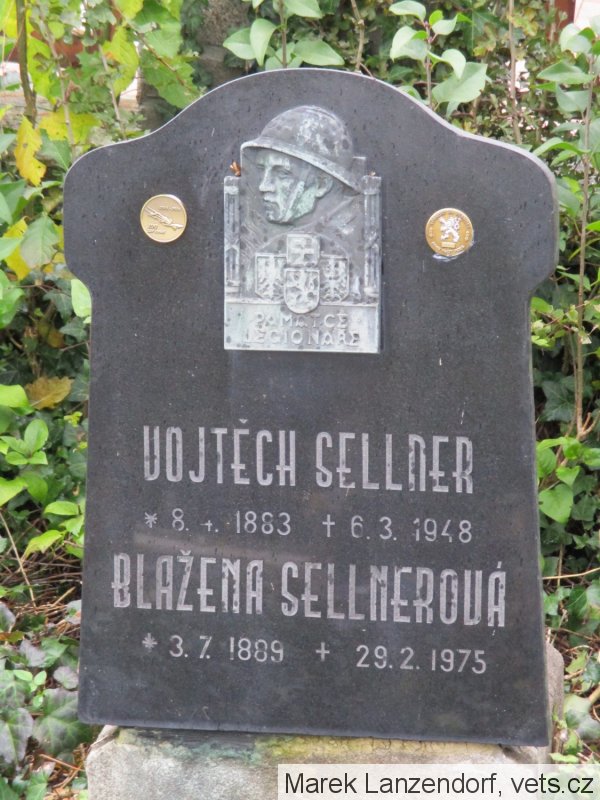 PAMÁTCE
LEGIONÁŘE
VOJTĚCH SELLNER
* 8. 4. 1883 † 6. 3. 1948
BLAŽENA SELLNEROVÁ
* 3. 7. 1889 † 29. 2. 1975
Marek Lanzendorf, vets.cz